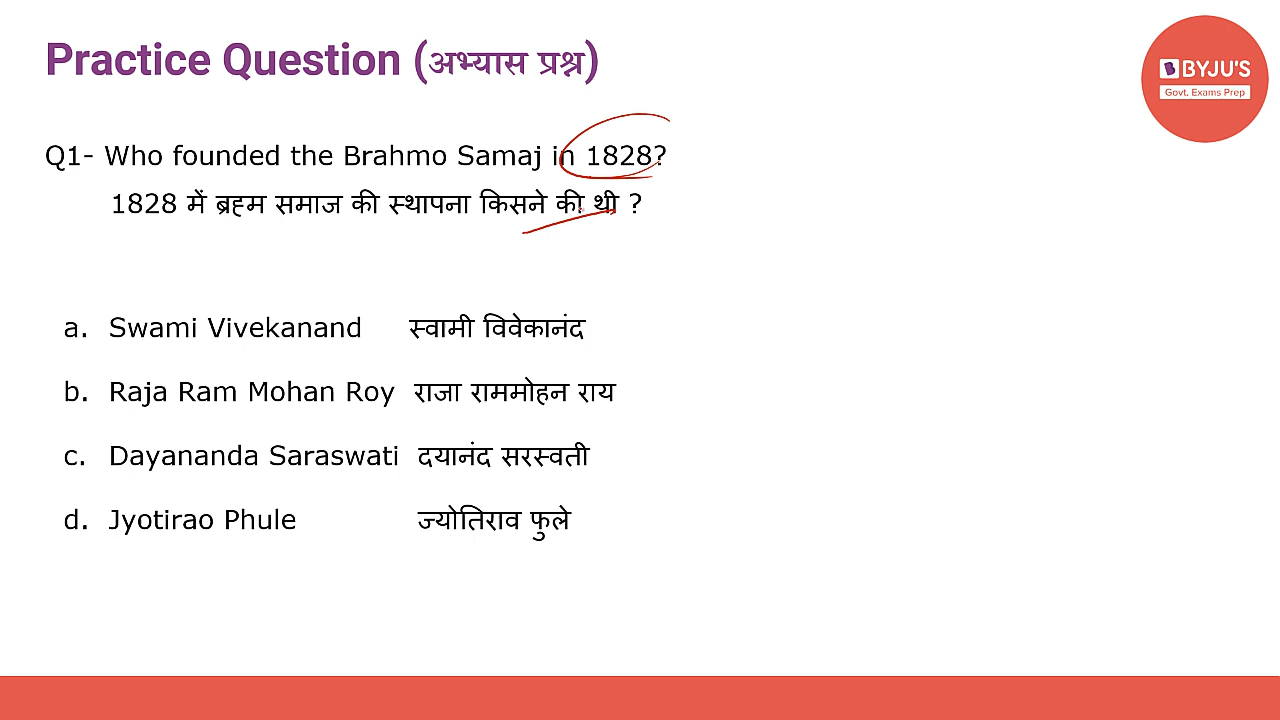 Practice Question (अभ्यास प्रश्न)
BYJU'S
Govt. Exams Prep
Q1- Who founded the Brahmo Samaj in 1828?
1828 में ब्रह्म समाज की स्थापना किसने की थी ?
a. Swami Vivekanand स्वामी विवेकानंद
b. Raja Ram Mohan Roy राजा राममोहन राय
c. Dayananda Saraswati दयानंद सरस्वती
d. Jyotirao Phule ज्योतिराव फुले